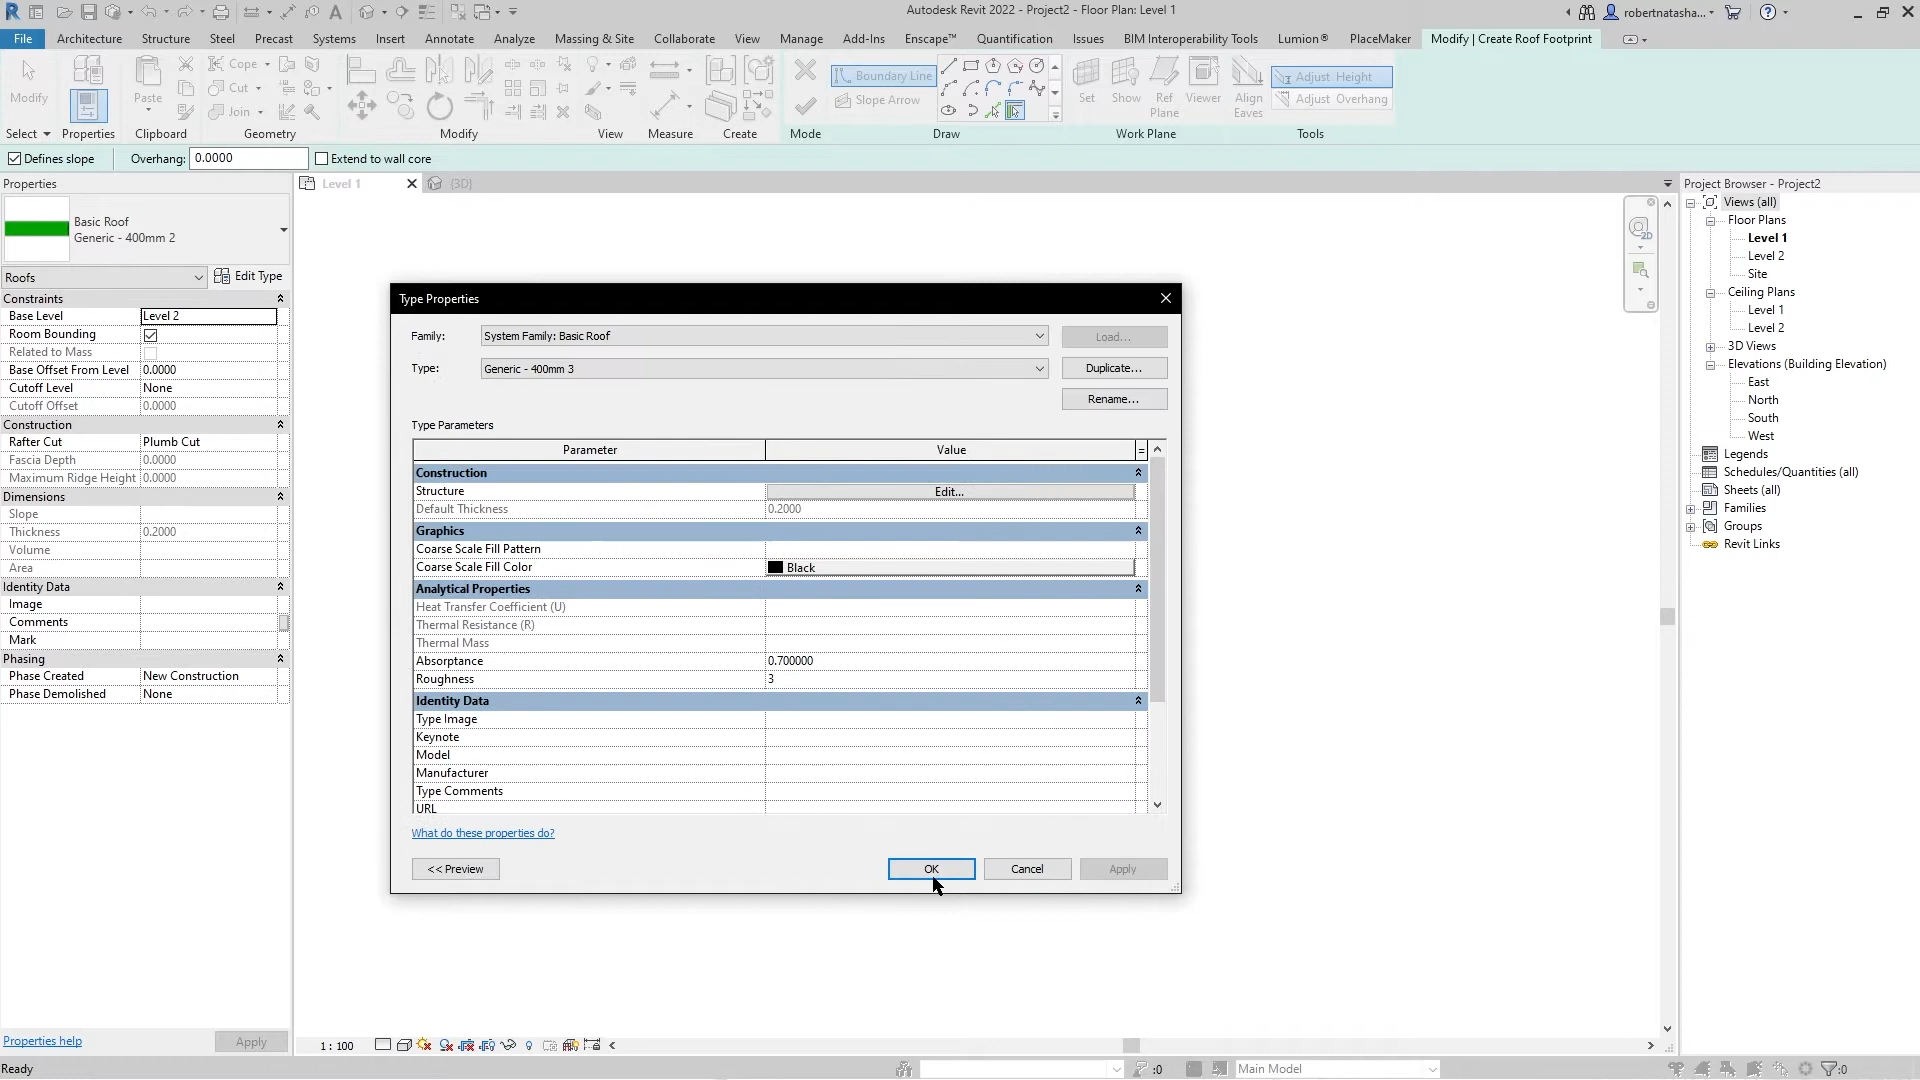 Autodesk Revit 2022 - Project2 - Floor Plan: Level 1
robertnatasha...
File Architecture Structure Steel Precast Systems Insert Annotate Analyze Massing & Site Collaborate View Manage Add-Ins Enscape™ Quantification Issues BIM Interoperability Tools Lumion® PlaceMaker Modify | Create Roof Footprint
Modify
Paste
Cope
Cut
Join
Boundary Line
Slope Arrow
Set Show Ref Plane Viewer Align Eaves
Adjust Height
Adjust Overhang
Select Properties Clipboard Geometry Modify View Measure Create Mode Draw Work Plane Tools
Defines slope Overhang: 0.0000 Extend to wall core
Properties
Level 1
{3D}
Project Browser - Project2
Basic Roof
Generic - 400mm 2
Roofs
Edit Type
Constraints
Base Level Level 2
Room Bounding
Related to Mass
Base Offset From Level 0.0000
Cutoff Level None
Cutoff Offset 0.0000
Construction
Rafter Cut Plumb Cut
Fascia Depth 0.0000
Maximum Ridge Height 0.0000
Dimensions
Slope
Thickness 0.2000
Volume
Area
Identity Data
Image
Comments
Mark
Phasing
Phase Created New Construction
Phase Demolished None
Properties help
Apply
Type Properties
Family: System Family: Basic Roof Load...
Type: Generic - 400mm 3 Duplicate...
Rename...
Type Parameters
Parameter Value =
Construction
Structure Edit...
Default Thickness 0.2000
Graphics
Coarse Scale Fill Pattern
Coarse Scale Fill Color Black
Analytical Properties
Heat Transfer Coefficient (U)
Thermal Resistance (R)
Thermal Mass
Absorptance 0.700000
Roughness 3
Identity Data
Type Image
Keynote
Model
Manufacturer
Type Comments
URL
What do these properties do?
<< Preview OK Cancel Apply
2D
Views (all)
Floor Plans
Level 1
Level 2
Site
Ceiling Plans
Level 1
Level 2
3D Views
Elevations (Building Elevation)
East
North
South
West
Legends
Schedules/Quantities (all)
Sheets (all)
Families
Groups
Revit Links
1 : 100
Ready
:0
Main Model
:0